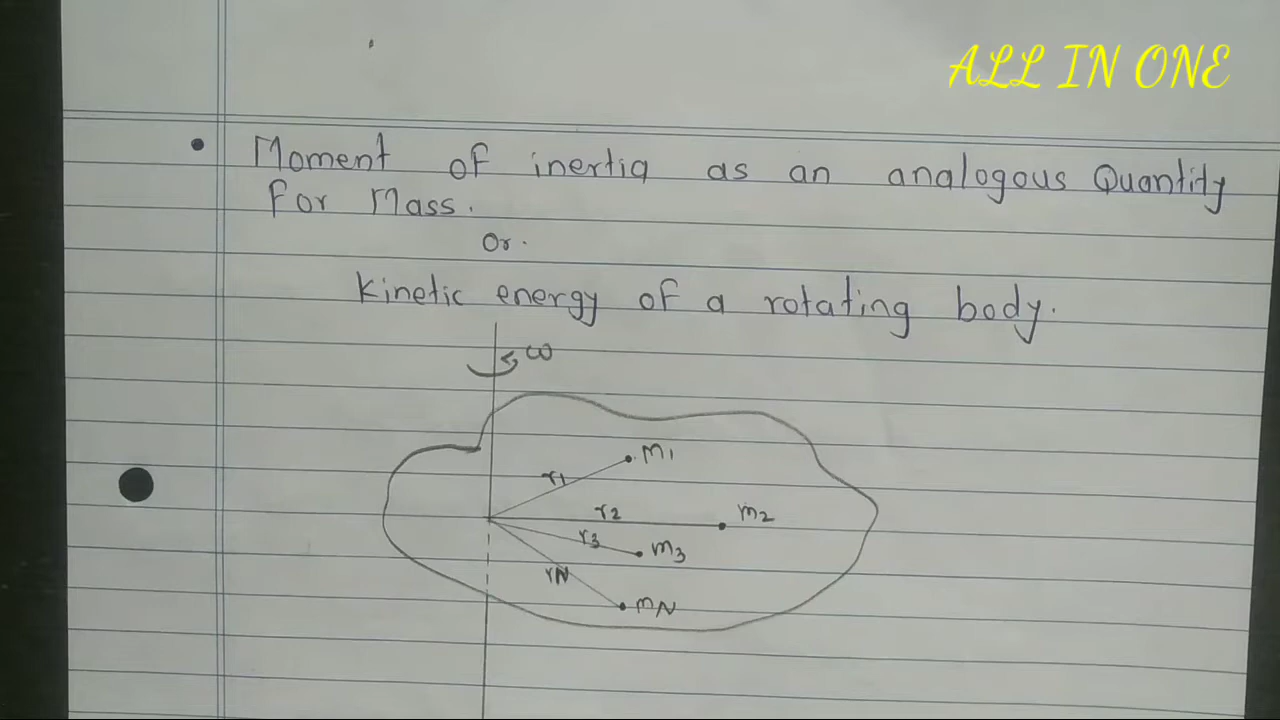 ALL IN ONE
• Moment of inertia as an analogous Quantity
for Mass.
Or.
Kinetic energy of a rotating body.
ω
r1 m1
r2 m2
r3 m3
rN mN